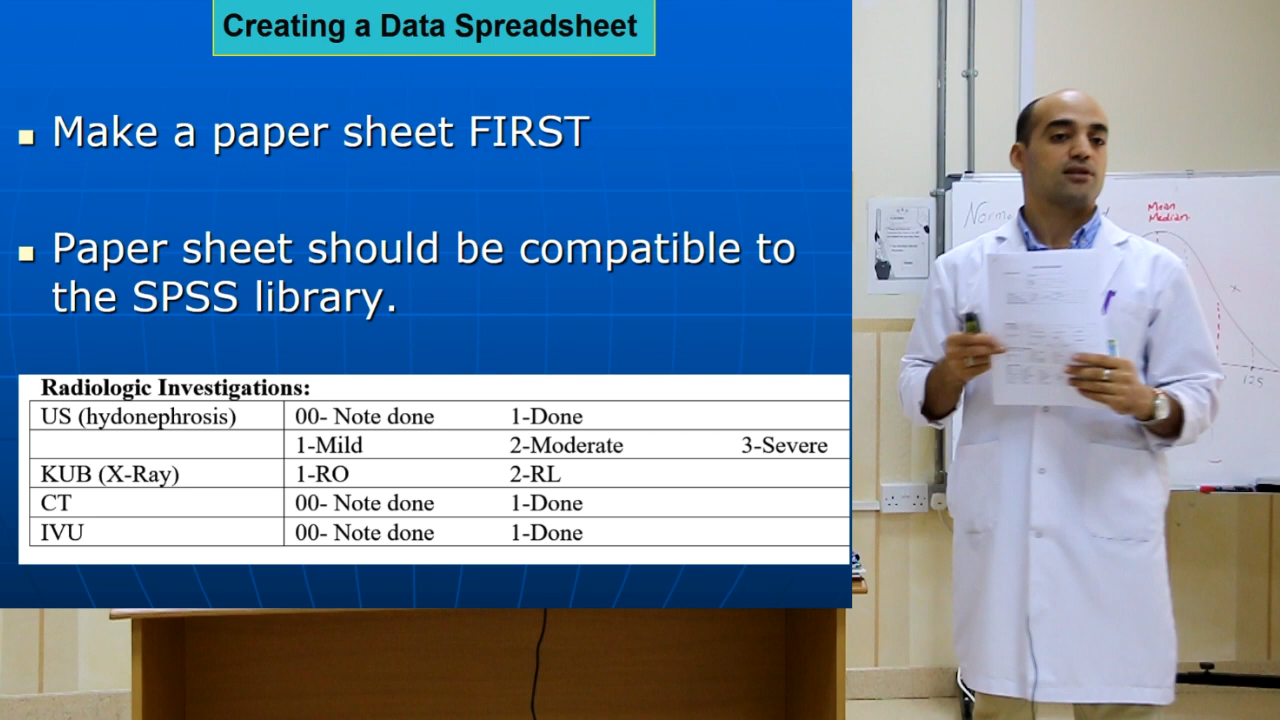 Creating a Data Spreadsheet
Make a paper sheet FIRST
Paper sheet should be compatible to
the SPSS library.
Radiologic Investigations:
US (hydonephrosis) 00- Note done 1-Done
1-Mild 2-Moderate 3-Severe
KUB (X-Ray) 1-RO 2-RL
CT 00- Note done 1-Done
IVU 00- Note done 1-Done
Mean
Median
125